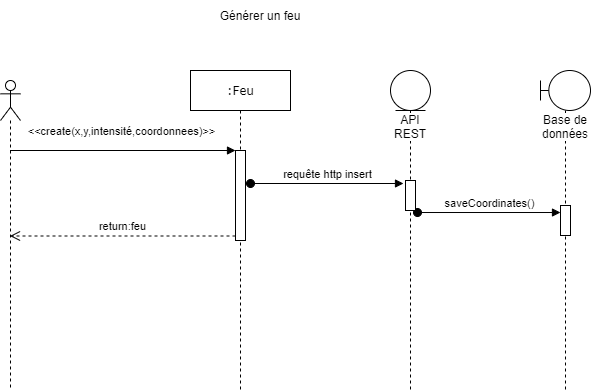 Générer un feu
:Feu
API
REST
Base de
données
<<create(x,y,intensité,coordonnees)>>
requête http insert
saveCoordinates()
return:feu